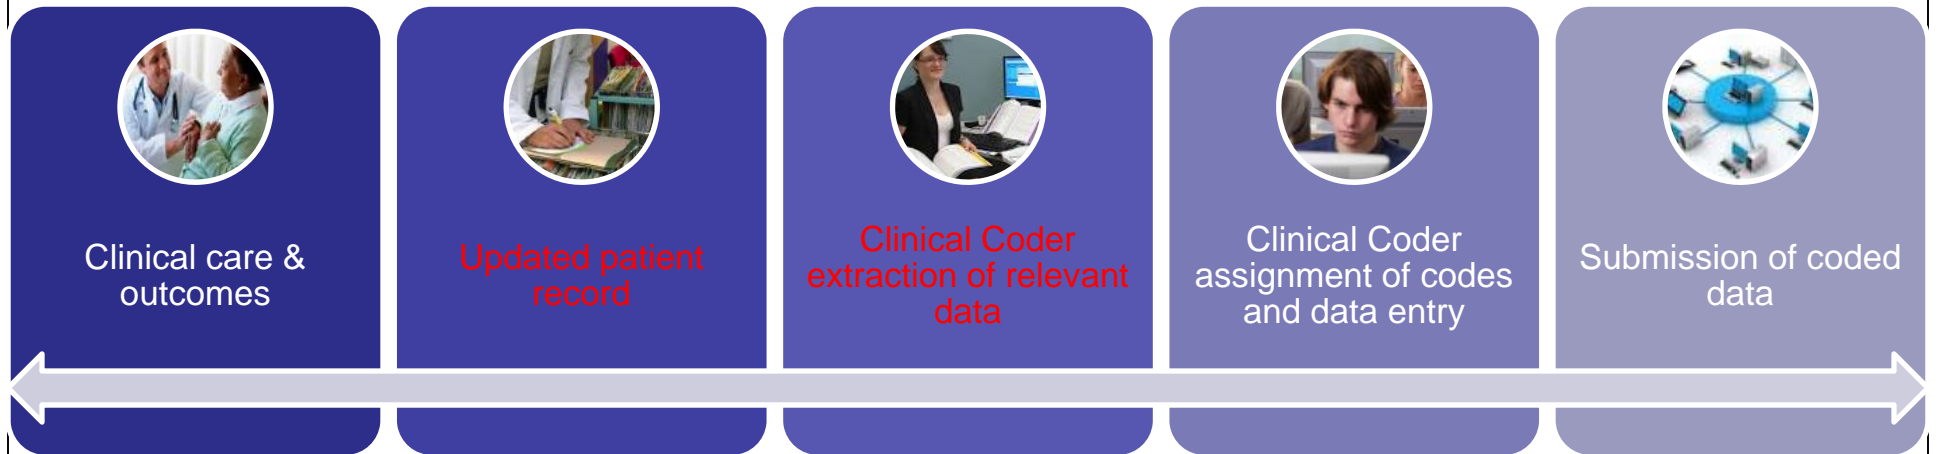 Clinical care &
outcomes
Updated patient
record
Clinical Coder
extraction of relevant
data
Clinical Coder
assignment of codes
and data entry
Submission of coded
data